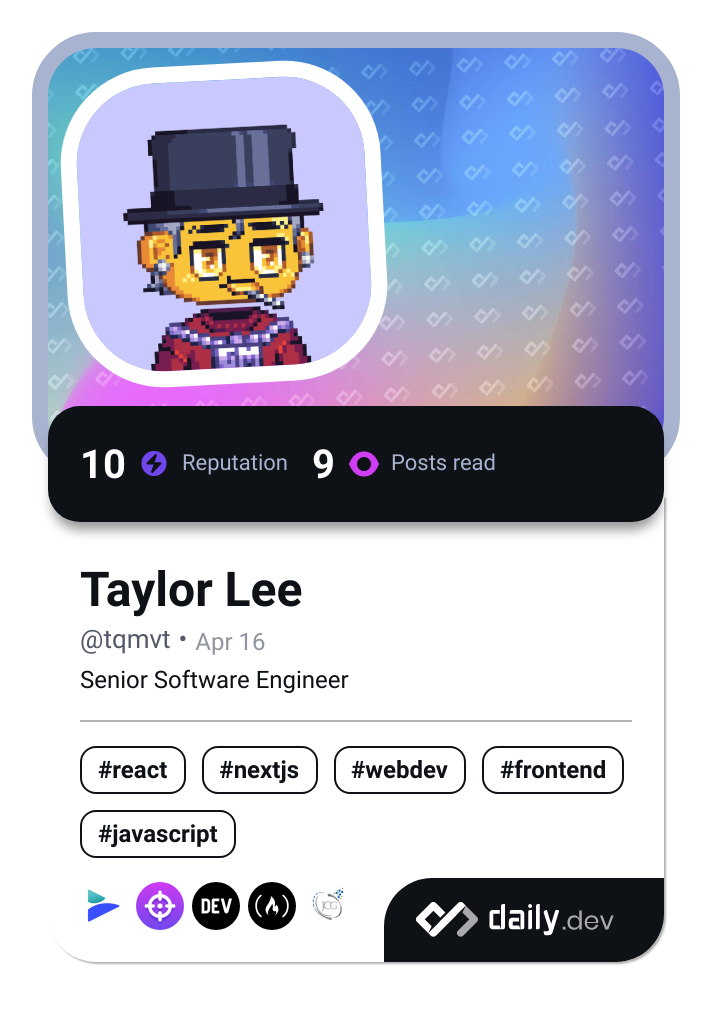 GM
10 Reputation 9 Posts read
Taylor Lee
@tqmvt • Apr 16
Senior Software Engineer
#react #nextjs #webdev #frontend
#javascript
DEV
JCG
daily.dev